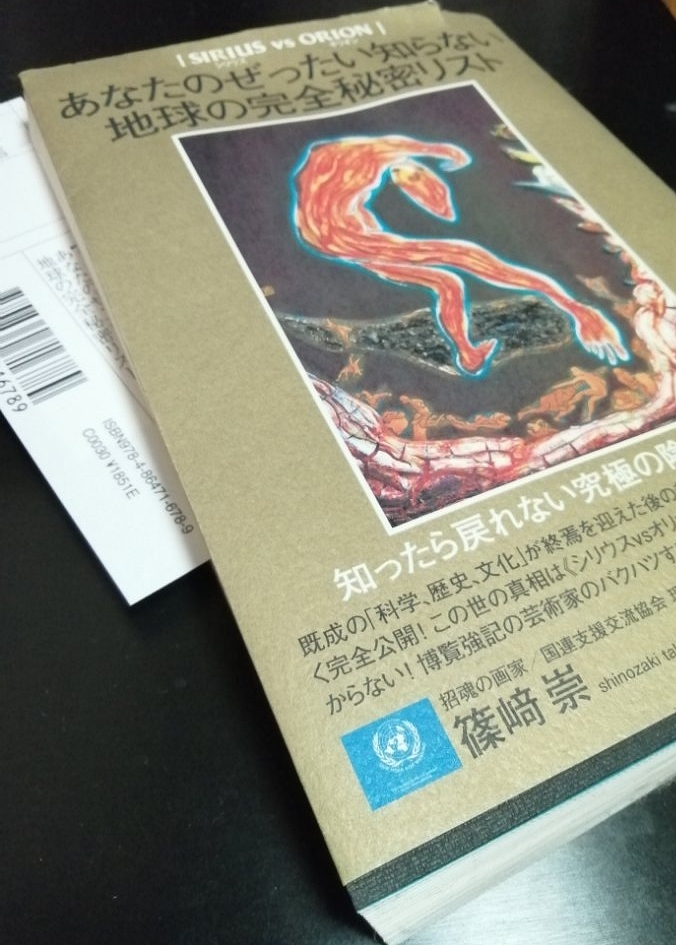 SIRIUS vs ORION
シリウス オリオン
あなたのぜったい知らない
地球の完全秘密リスト
知ったら戻れない究極の陰
既成の「科学、歴史、文化」が終焉を迎えた後の
く完全公開！この世の真相は《シリウスvsオリ
からない！博覧強記の芸術家のバクハツす
招魂の画家／国連支援交流協会
篠﨑 崇 shinozaki ta
6789
ISBN978-4-86471-678-9
C0030 ¥1851E